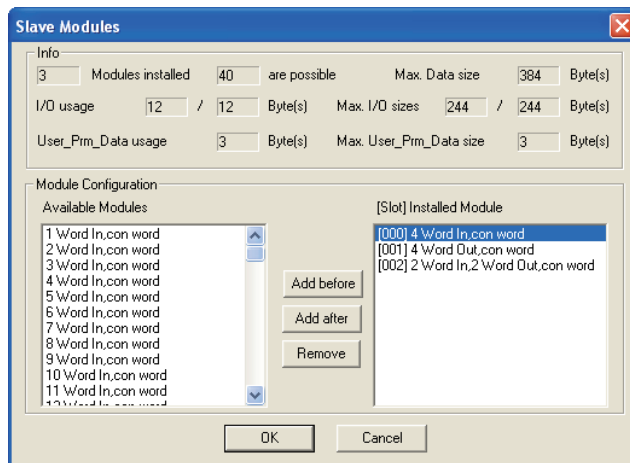 Slave Modules
Info
3 Modules installed 40 are possible Max. Data size 384 Byte(s)
I/O usage 12 / 12 Byte(s) Max. I/O sizes 244 / 244 Byte(s)
User_Prm_Data usage 3 Byte(s) Max. User_Prm_Data size 3 Byte(s)
Module Configuration
Available Modules
1 Word In,con word
2 Word In,con word
3 Word In,con word
4 Word In,con word
5 Word In,con word
6 Word In,con word
7 Word In,con word
8 Word In,con word
9 Word In,con word
10 Word In,con word
11 Word In,con word
Add before
Add after
Remove
[Slot] Installed Module
[000] 4 Word In,con word
[001] 4 Word Out,con word
[002] 2 Word In,2 Word Out,con word
OK
Cancel